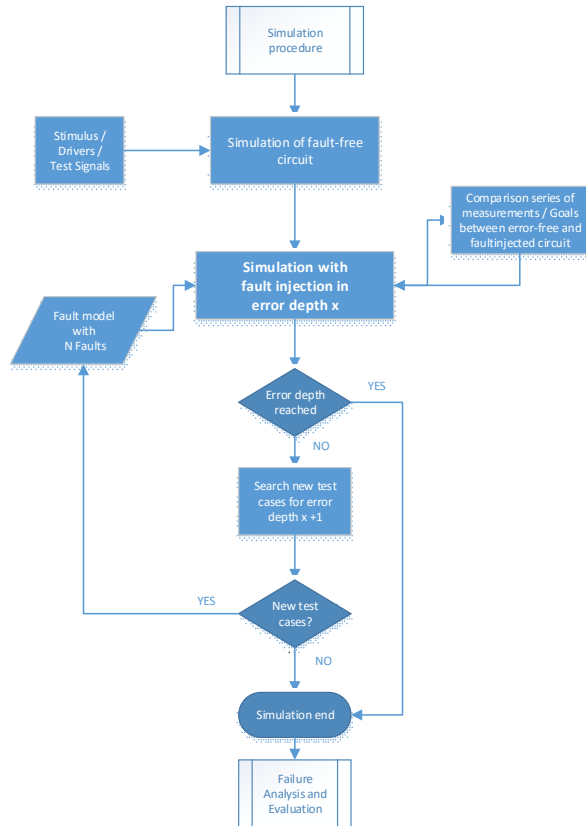 Simulation
procedure
Stimulus /
Drivers /
Test Signals
Simulation of fault-free
circuit
Comparison series of
measurements / Goals
between error-free and
faultinjected circuit
Simulation with
fault injection in
error depth x
Fault model
with
N Faults
Error depth
reached
YES
NO
Search new test
cases for error
depth x +1
YES
New test
cases?
NO
Simulation end
Failure
Analysis and
Evaluation